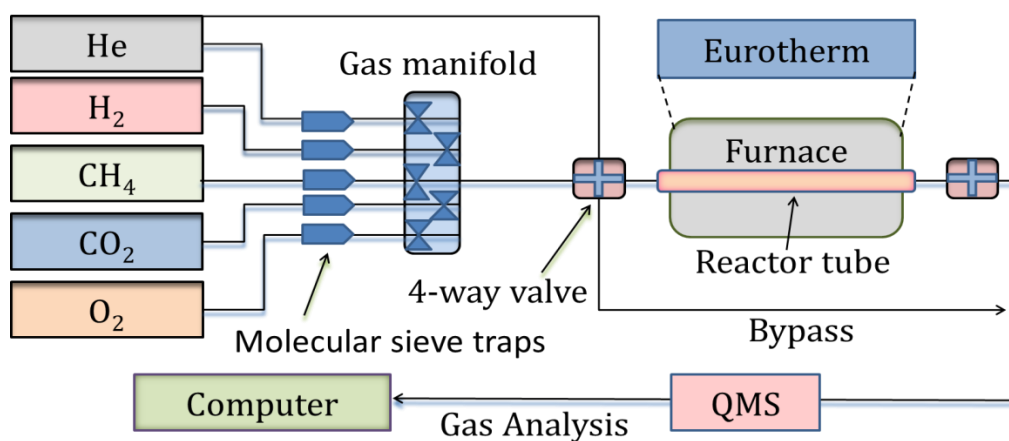 He
H₂
CH₄
CO₂
O₂
Gas manifold
Molecular sieve traps
4-way valve
Eurotherm
Furnace
Reactor tube
Bypass
Computer
Gas Analysis
QMS